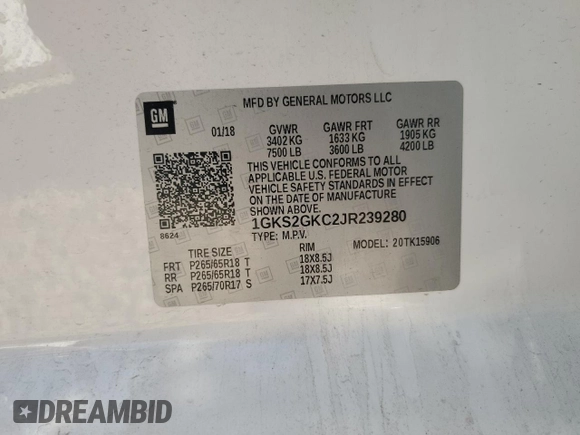 GM
MFD BY GENERAL MOTORS LLC
01/18 GVWR GAWR FRT GAWR RR
3402 KG 1633 KG 1905 KG
7500 LB 3600 LB 4200 LB
THIS VEHICLE CONFORMS TO ALL
APPLICABLE U.S. FEDERAL MOTOR
VEHICLE SAFETY STANDARDS IN EFFECT
ON THE DATE OF MANUFACTURE
SHOWN ABOVE.
8624
1GKS2GKC2JR239280
TYPE: M.P.V. MODEL: 20TK15906
TIRE SIZE RIM
FRT P265/65R18 T 18X8.5J
RR P265/65R18 T 18X8.5J
SPA P265/70R17 S 17X7.5J
DREAMBID